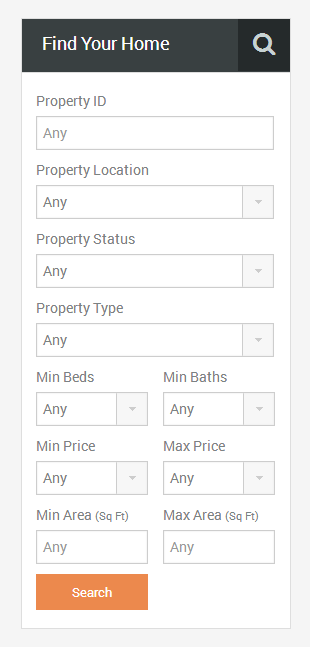 Find Your Home
Property ID
Any
Property Location
Any
Property Status
Any
Property Type
Any
Min Beds Min Baths
Any Any
Min Price Max Price
Any Any
Min Area (Sq Ft) Max Area (Sq Ft)
Any Any
Search